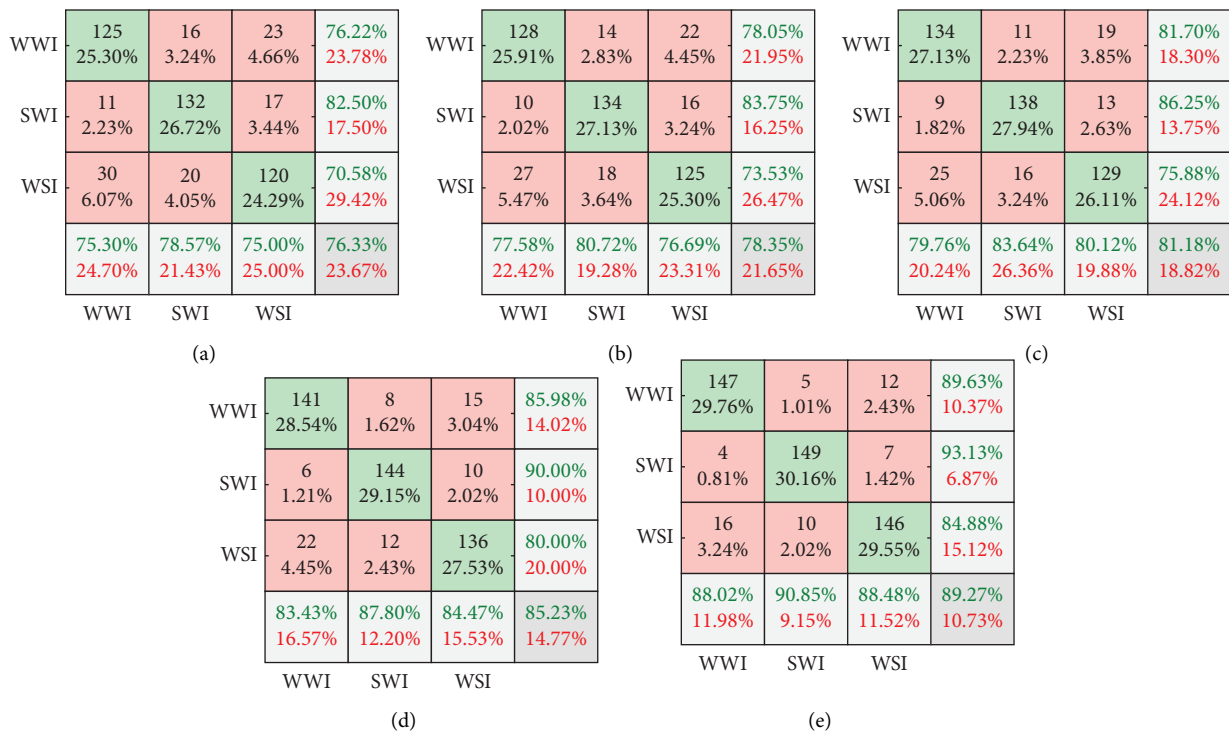 WWI 125 16 23 76.22%
25.30% 3.24% 4.66% 23.78%
SWI 11 132 17 82.50%
2.23% 26.72% 3.44% 17.50%
WSI 30 20 120 70.58%
6.07% 4.05% 24.29% 29.42%
75.30% 78.57% 75.00% 76.33%
24.70% 21.43% 25.00% 23.67%
WWI SWI WSI
(a)
WWI 128 14 22 78.05%
25.91% 2.83% 4.45% 21.95%
SWI 10 134 16 83.75%
2.02% 27.13% 3.24% 16.25%
WSI 27 18 125 73.53%
5.47% 3.64% 25.30% 26.47%
77.58% 80.72% 76.69% 78.35%
22.42% 19.28% 23.31% 21.65%
WWI SWI WSI
(b)
WWI 134 11 19 81.70%
27.13% 2.23% 3.85% 18.30%
SWI 9 138 13 86.25%
1.82% 27.94% 2.63% 13.75%
WSI 25 16 129 75.88%
5.06% 3.24% 26.11% 24.12%
79.76% 83.64% 80.12% 81.18%
20.24% 26.36% 19.88% 18.82%
WWI SWI WSI
(c)
WWI 141 8 15 85.98%
28.54% 1.62% 3.04% 14.02%
SWI 6 144 10 90.00%
1.21% 29.15% 2.02% 10.00%
WSI 22 12 136 80.00%
4.45% 2.43% 27.53% 20.00%
83.43% 87.80% 84.47% 85.23%
16.57% 12.20% 15.53% 14.77%
WWI SWI WSI
(d)
WWI 147 5 12 89.63%
29.76% 1.01% 2.43% 10.37%
SWI 4 149 7 93.13%
0.81% 30.16% 1.42% 6.87%
WSI 16 10 146 84.88%
3.24% 2.02% 29.55% 15.12%
88.02% 90.85% 88.48% 89.27%
11.98% 9.15% 11.52% 10.73%
WWI SWI WSI
(e)